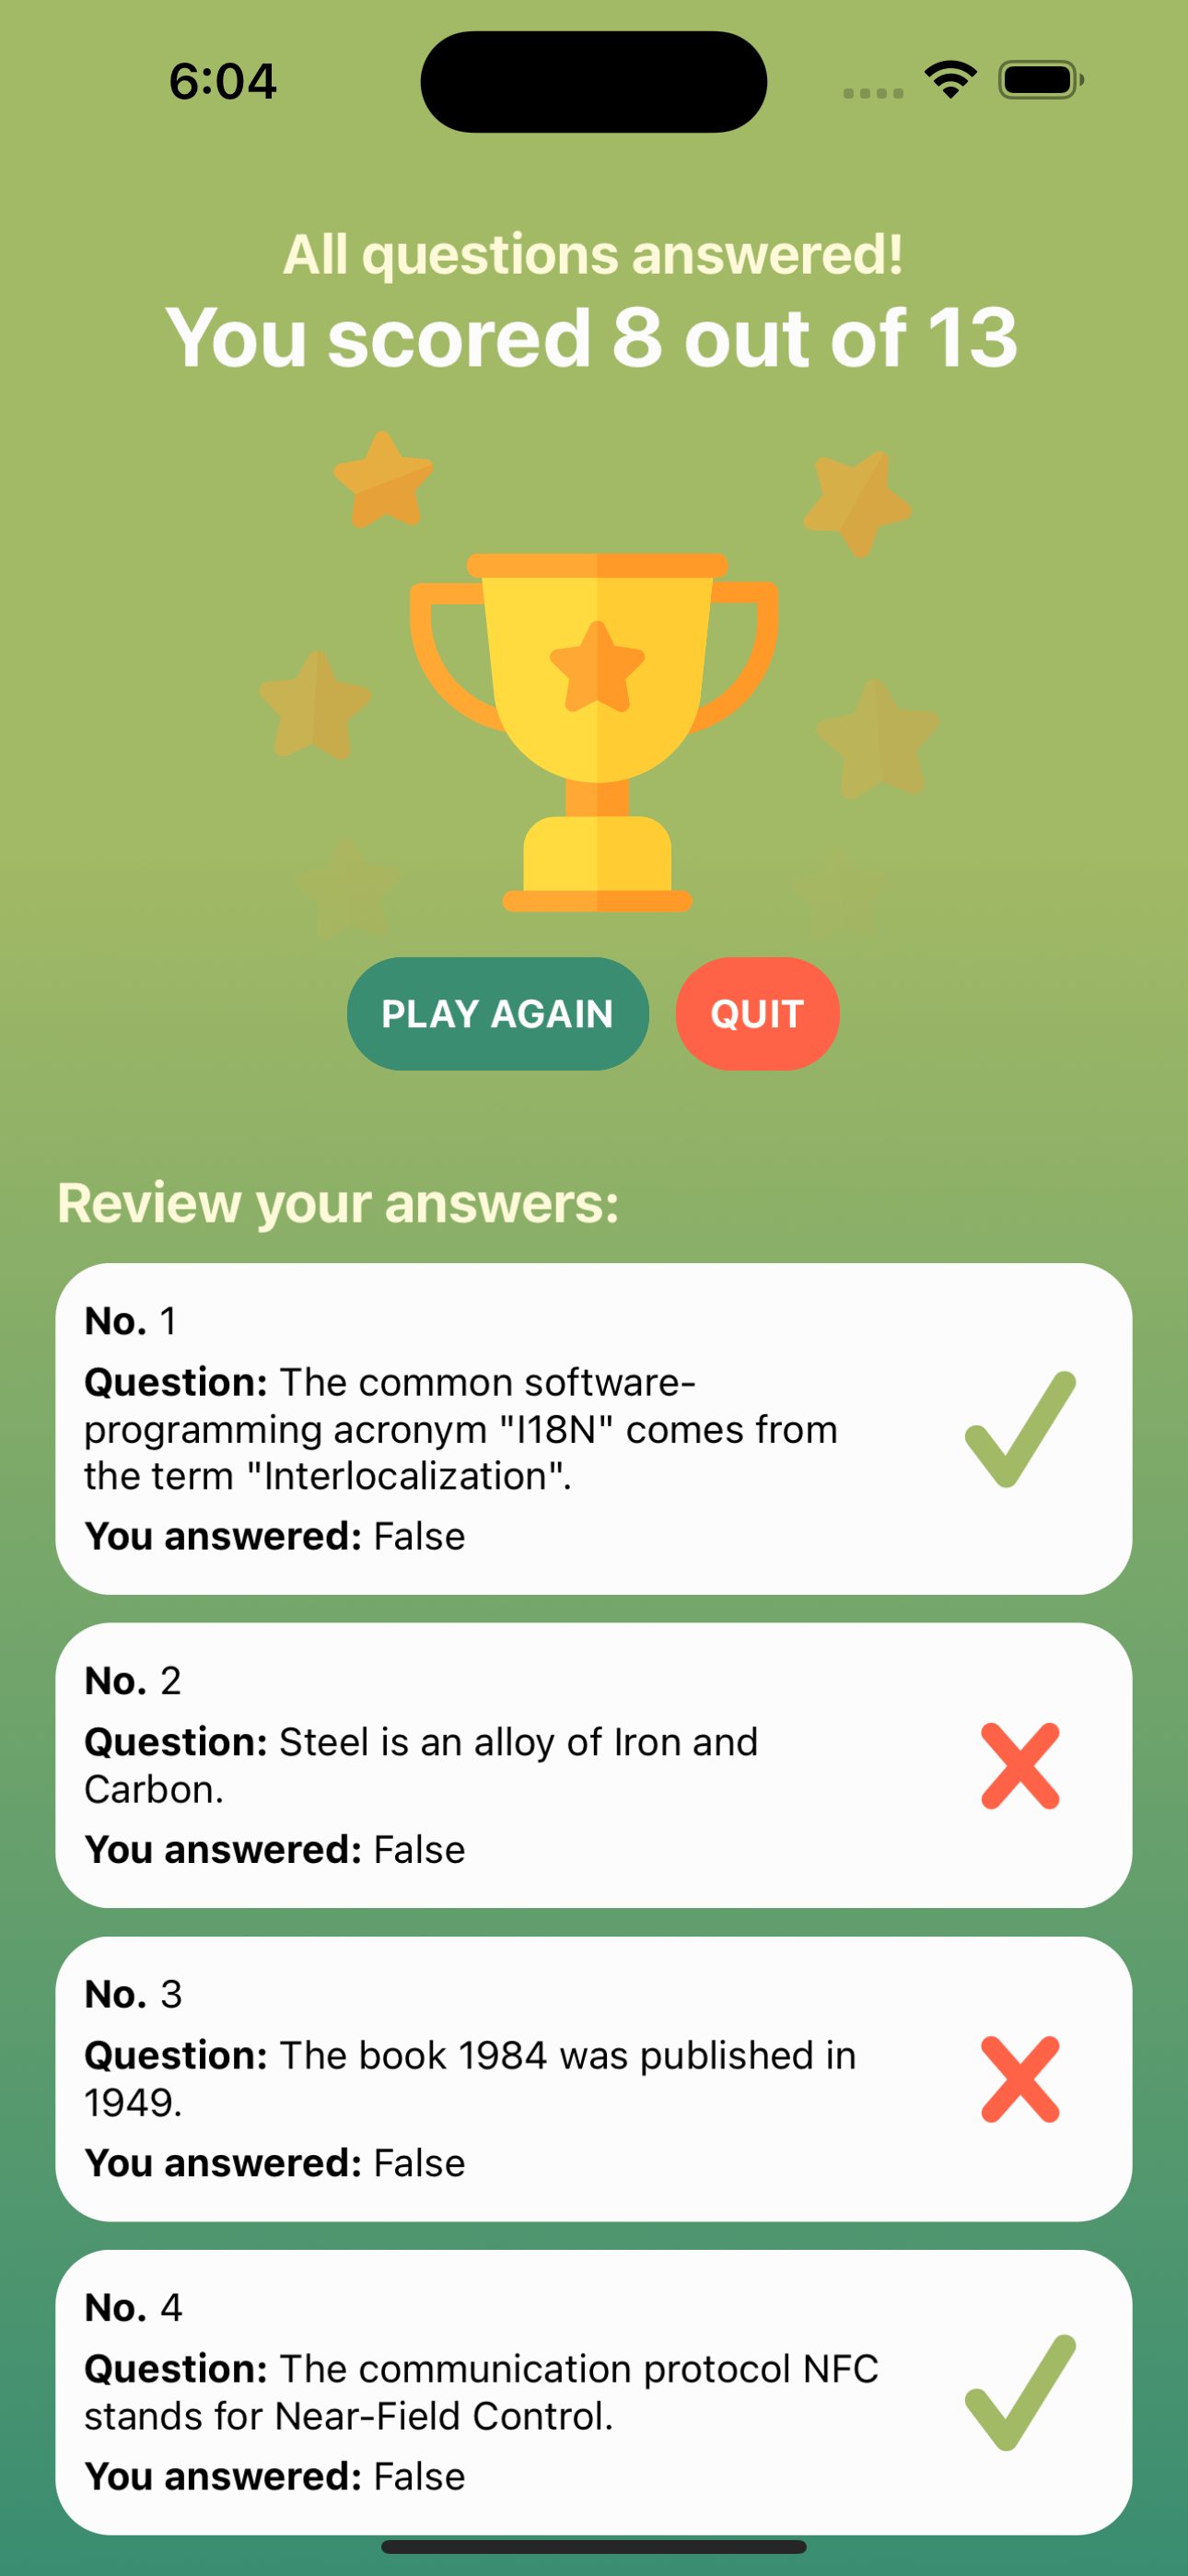 6:04
All questions answered!
You scored 8 out of 13
PLAY AGAIN
QUIT
Review your answers:
No. 1
Question: The common software-
programming acronym "I18N" comes from
the term "Interlocalization".
You answered: False
No. 2
Question: Steel is an alloy of Iron and
Carbon.
You answered: False
No. 3
Question: The book 1984 was published in
1949.
You answered: False
No. 4
Question: The communication protocol NFC
stands for Near-Field Control.
You answered: False